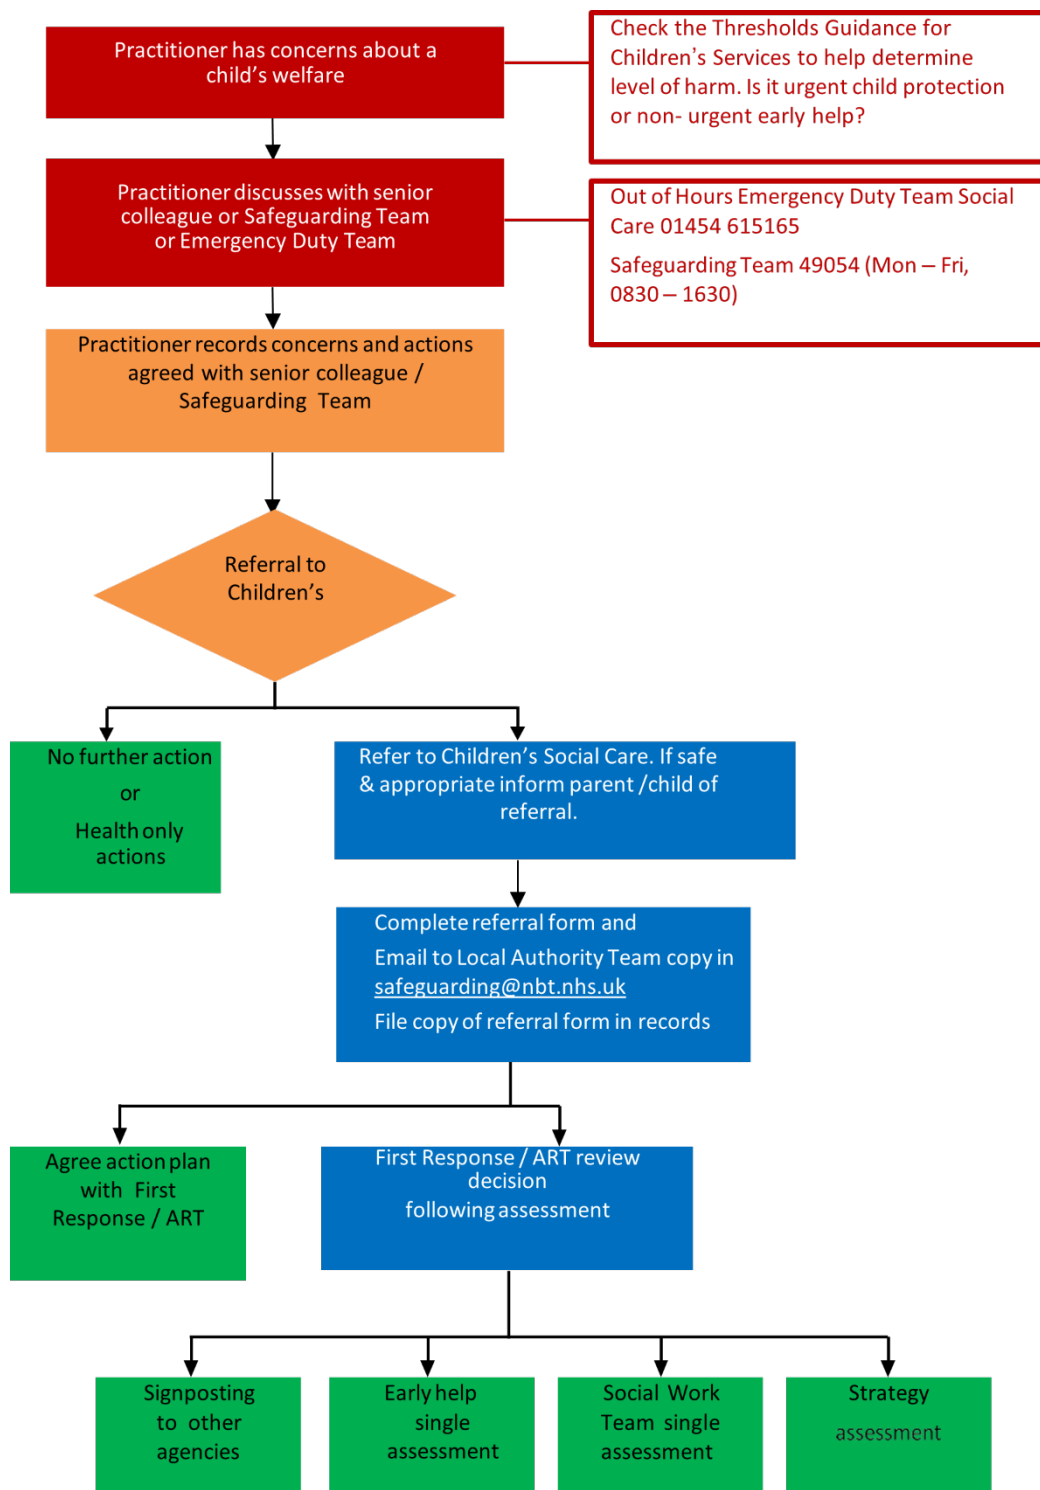 Practitioner has concerns about a
child's welfare
Check the Thresholds Guidance for
Children's Services to help determine
level of harm. Is it urgent child protection
or non- urgent early help?
Practitioner discusses with senior
colleague or Safeguarding Team
or Emergency Duty Team
Out of Hours Emergency Duty Team Social
Care 01454 615165
Safeguarding Team 49054 (Mon – Fri,
0830 – 1630)
Practitioner records concerns and actions
agreed with senior colleague /
Safeguarding Team
Referral to
Children's
No further action
or
Health only
actions
Refer to Children's Social Care. If safe
& appropriate inform parent /child of
referral.
Complete referral form and
Email to Local Authority Team copy in
safeguarding@nbt.nhs.uk
File copy of referral form in records
Agree action plan
with First
Response / ART
First Response / ART review
decision
following assessment
Signposting
to other
agencies
Early help
single
assessment
Social Work
Team single
assessment
Strategy
assessment